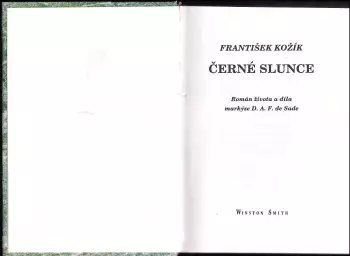 FRANTIŠEK KOŽÍK
ČERNÉ SLUNCE
Román života a díla
markýze D. A. F. de Sade
WINSTON SMITH